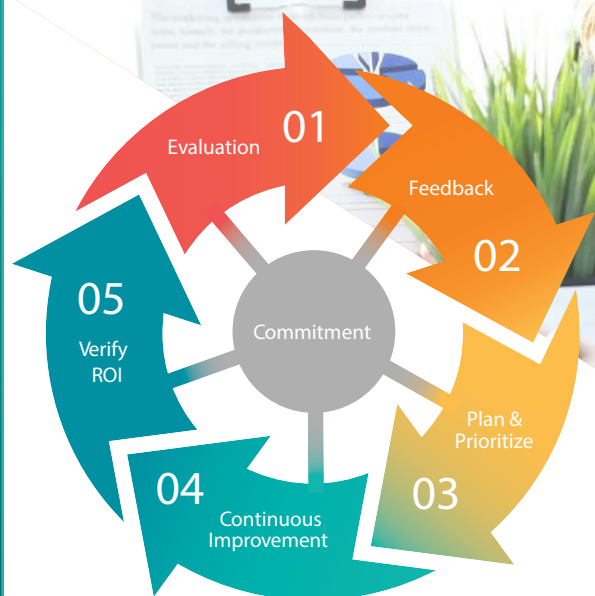 Evaluation
01
Feedback
02
Plan &
Prioritize
03
04
Continuous
Improvement
05
Verify
ROI
Commitment